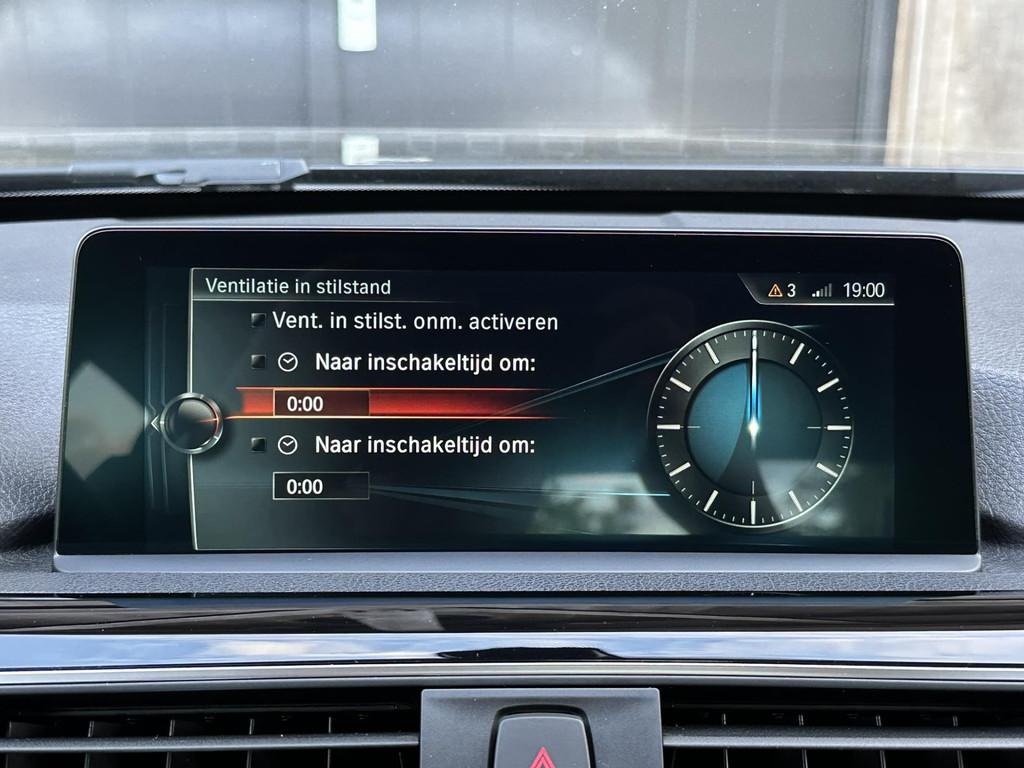 Ventilatie in stilstand
3 19:00
Vent. in stilst. onm. activeren
Naar inschakeltijd om:
0:00
Naar inschakeltijd om:
0:00